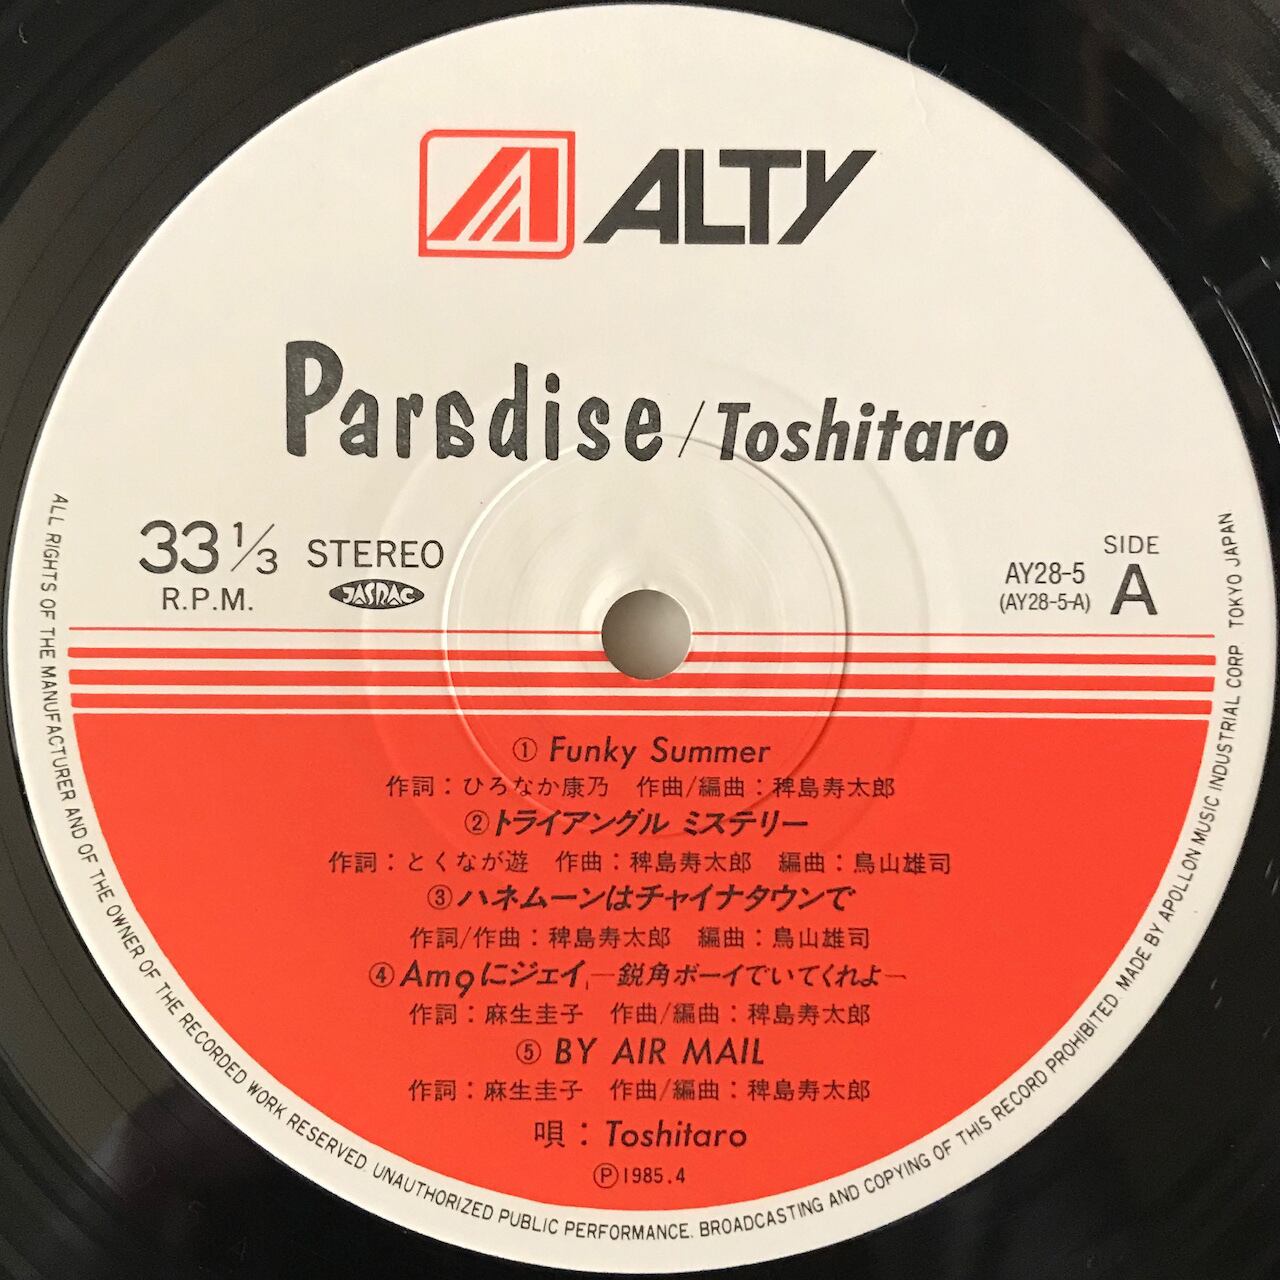 ALTY
Paradise/Toshitaro
33 1/3 STEREO
R.P.M. JASRAC
SIDE
AY28-5 A
(AY28-5-A)
① Funky Summer
作詞：ひろなか康乃 作曲/編曲：稗島寿太郎
②トライアングル ミステリー
作詞：とくなが遊 作曲：稗島寿太郎 編曲：鳥山雄司
③ハネムーンはチャイナタウンで
作詞/作曲：稗島寿太郎 編曲：鳥山雄司
④Am9にジェイ ―鋭角ボーイでいてくれよ―
作詞：麻生圭子 作曲/編曲：稗島寿太郎
⑤ BY AIR MAIL
作詞：麻生圭子 作曲/編曲：稗島寿太郎
唄：Toshitaro
Ⓟ1985.4
ALL RIGHTS OF THE MANUFACTURER AND OF THE OWNER OF THE RECORDED WORK RESERVED. UNAUTHORIZED PUBLIC PERFORMANCE. BROADCASTING AND COPYING OF THIS RECORD PROHIBITED. MADE BY APOLLON MUSIC INDUSTRIAL CORP. TOKYO JAPAN